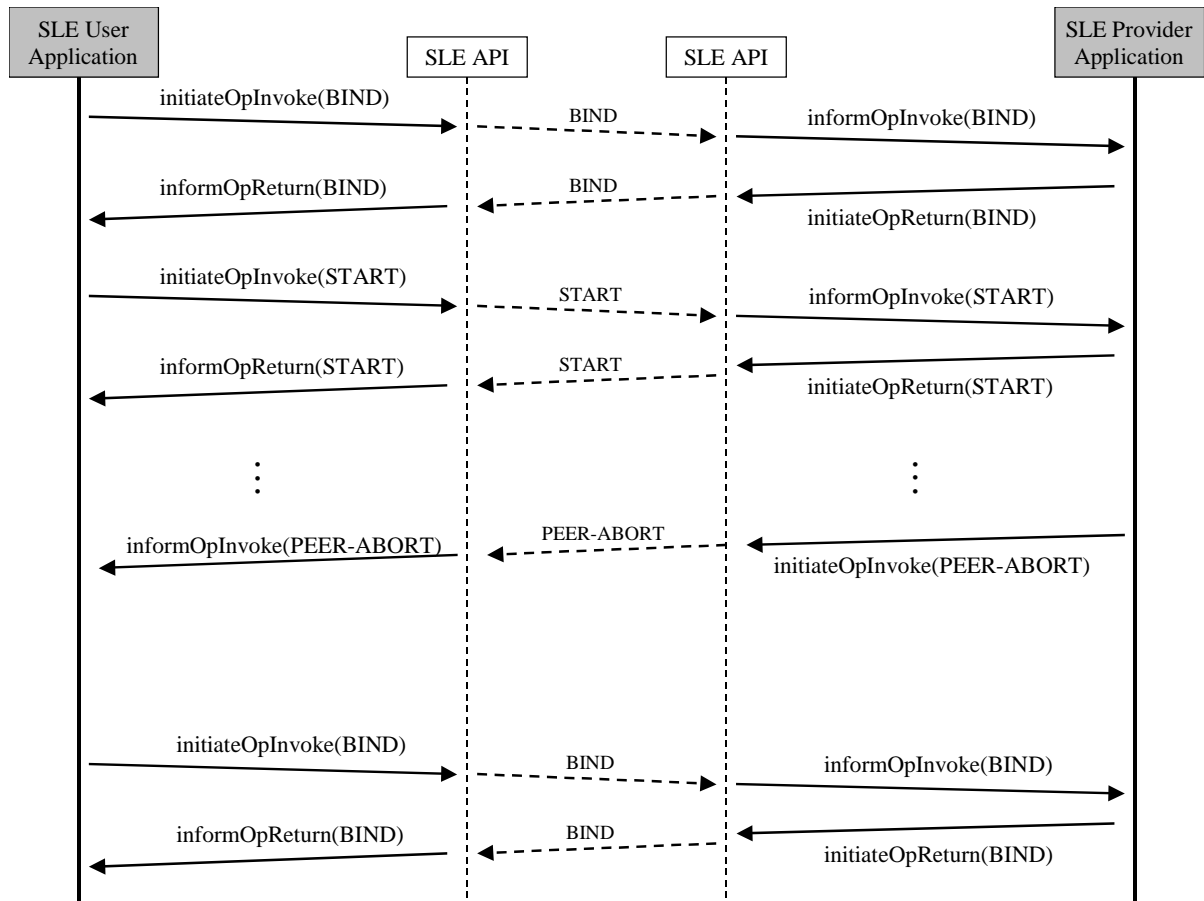 SLE User
Application
SLE API
SLE API
SLE Provider
Application
initiateOpInvoke(BIND)
BIND
informOpInvoke(BIND)
informOpReturn(BIND)
BIND
initiateOpReturn(BIND)
initiateOpInvoke(START)
START
informOpInvoke(START)
informOpReturn(START)
START
initiateOpReturn(START)
informOpInvoke(PEER-ABORT)
PEER-ABORT
initiateOpInvoke(PEER-ABORT)
initiateOpInvoke(BIND)
BIND
informOpInvoke(BIND)
informOpReturn(BIND)
BIND
initiateOpReturn(BIND)